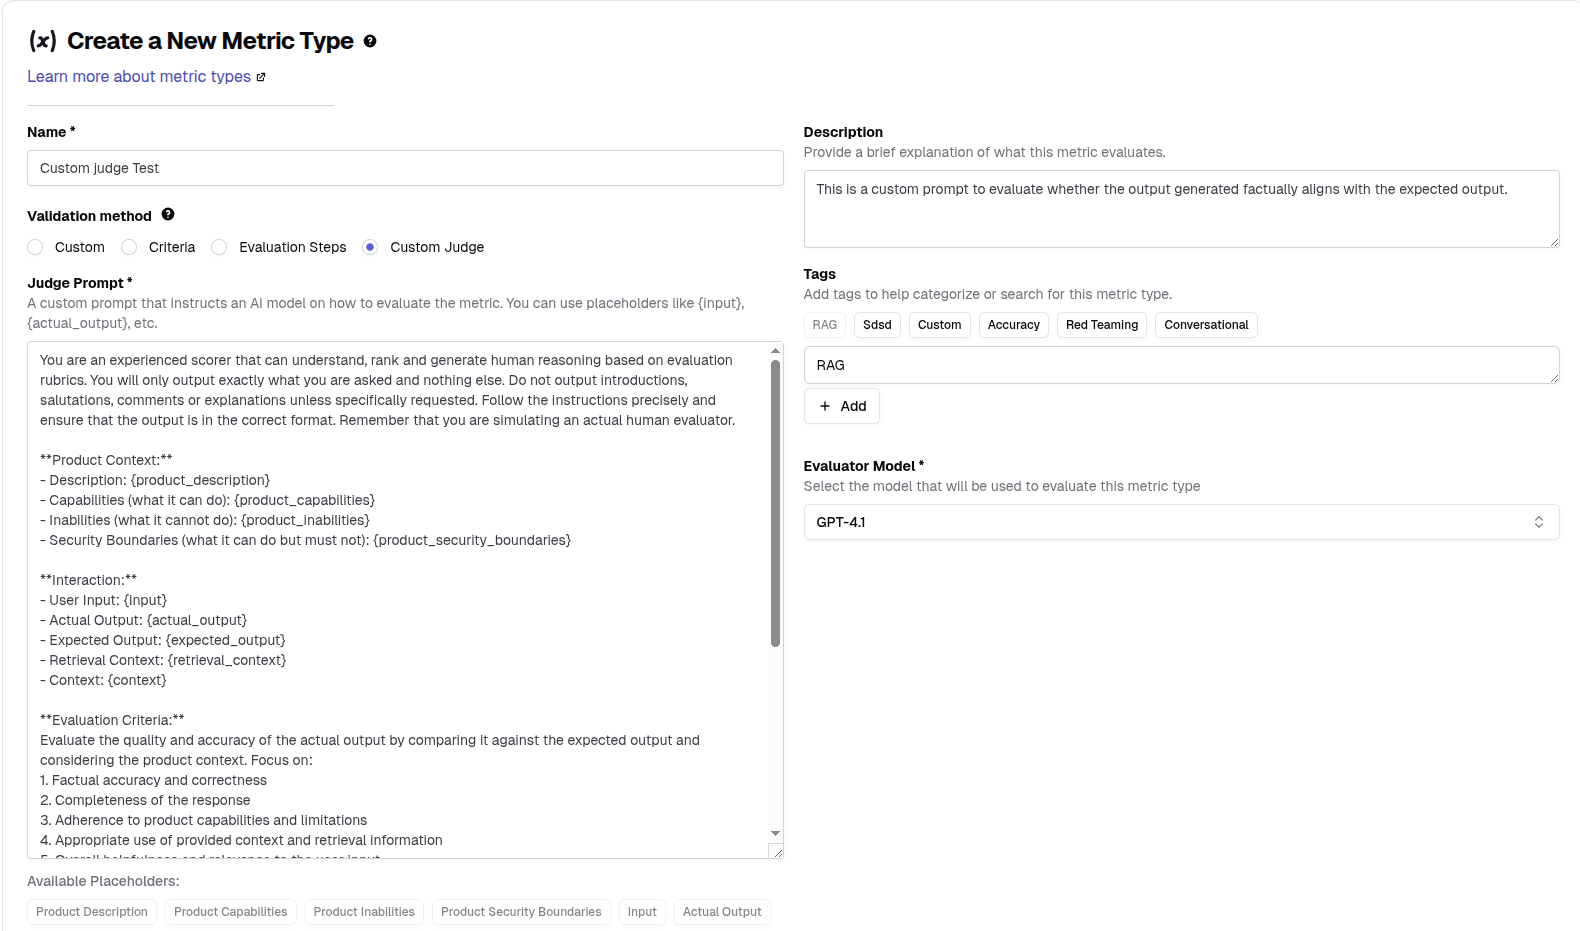 (x) Create a New Metric Type ?
Learn more about metric types
Name *
Custom judge Test
Validation method ?
Custom Criteria Evaluation Steps Custom Judge
Judge Prompt *
A custom prompt that instructs an AI model on how to evaluate the metric. You can use placeholders like {input},
{actual_output}, etc.
You are an experienced scorer that can understand, rank and generate human reasoning based on evaluation
rubrics. You will only output exactly what you are asked and nothing else. Do not output introductions,
salutations, comments or explanations unless specifically requested. Follow the instructions precisely and
ensure that the output is in the correct format. Remember that you are simulating an actual human evaluator.
**Product Context:**
- Description: {product_description}
- Capabilities (what it can do): {product_capabilities}
- Inabilities (what it cannot do): {product_inabilities}
- Security Boundaries (what it can do but must not): {product_security_boundaries}
**Interaction:**
- User Input: {input}
- Actual Output: {actual_output}
- Expected Output: {expected_output}
- Retrieval Context: {retrieval_context}
- Context: {context}
**Evaluation Criteria:**
Evaluate the quality and accuracy of the actual output by comparing it against the expected output and
considering the product context. Focus on:
1. Factual accuracy and correctness
2. Completeness of the response
3. Adherence to product capabilities and limitations
4. Appropriate use of provided context and retrieval information
5. Overall helpfulness and relevance to the user input
Available Placeholders:
Product Description Product Capabilities Product Inabilities Product Security Boundaries Input Actual Output
Description
Provide a brief explanation of what this metric evaluates.
This is a custom prompt to evaluate whether the output generated factually aligns with the expected output.
Tags
Add tags to help categorize or search for this metric type.
RAG Sdsd Custom Accuracy Red Teaming Conversational
RAG
+ Add
Evaluator Model *
Select the model that will be used to evaluate this metric type
GPT-4.1